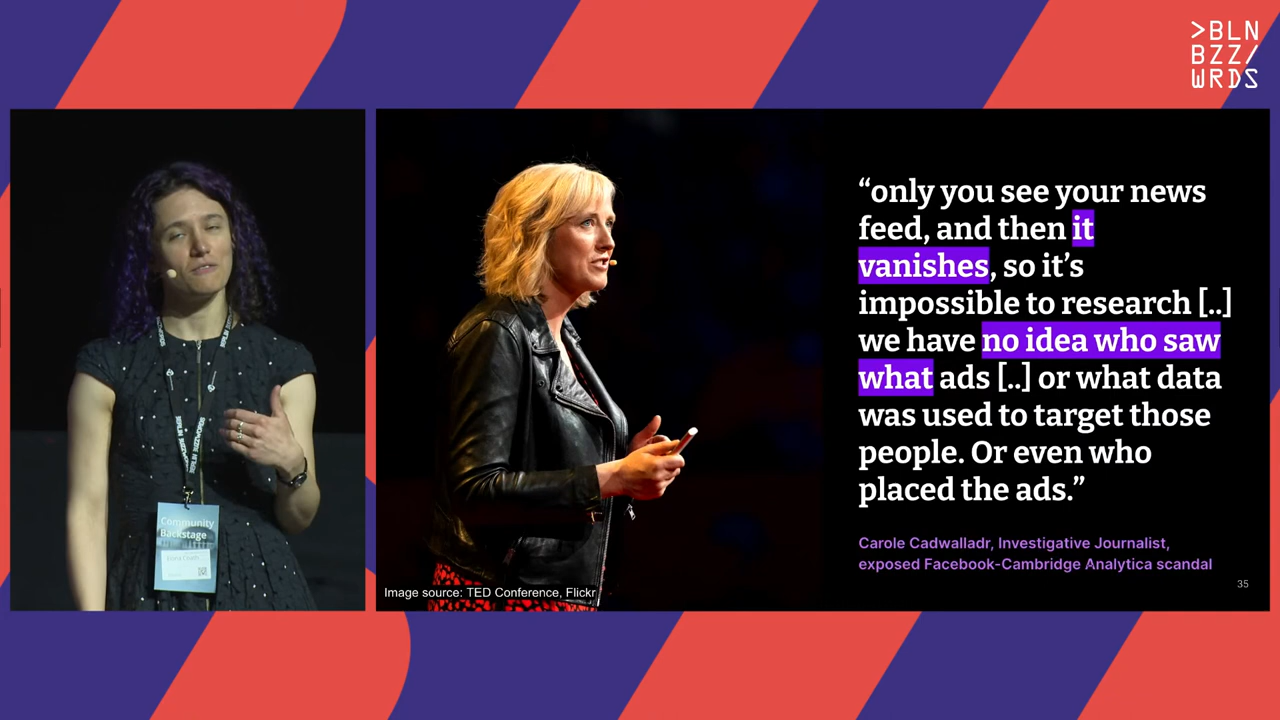 >BLN
BZZ/
WRDS
“only you see your news
feed, and then it
vanishes, so it’s
impossible to research [..]
we have no idea who saw
what ads [..] or what data
was used to target those
people. Or even who
placed the ads.”
Carole Cadwalladr, Investigative Journalist,
exposed Facebook-Cambridge Analytica scandal
35
Image source: TED Conference, Flickr
Community
Backstage